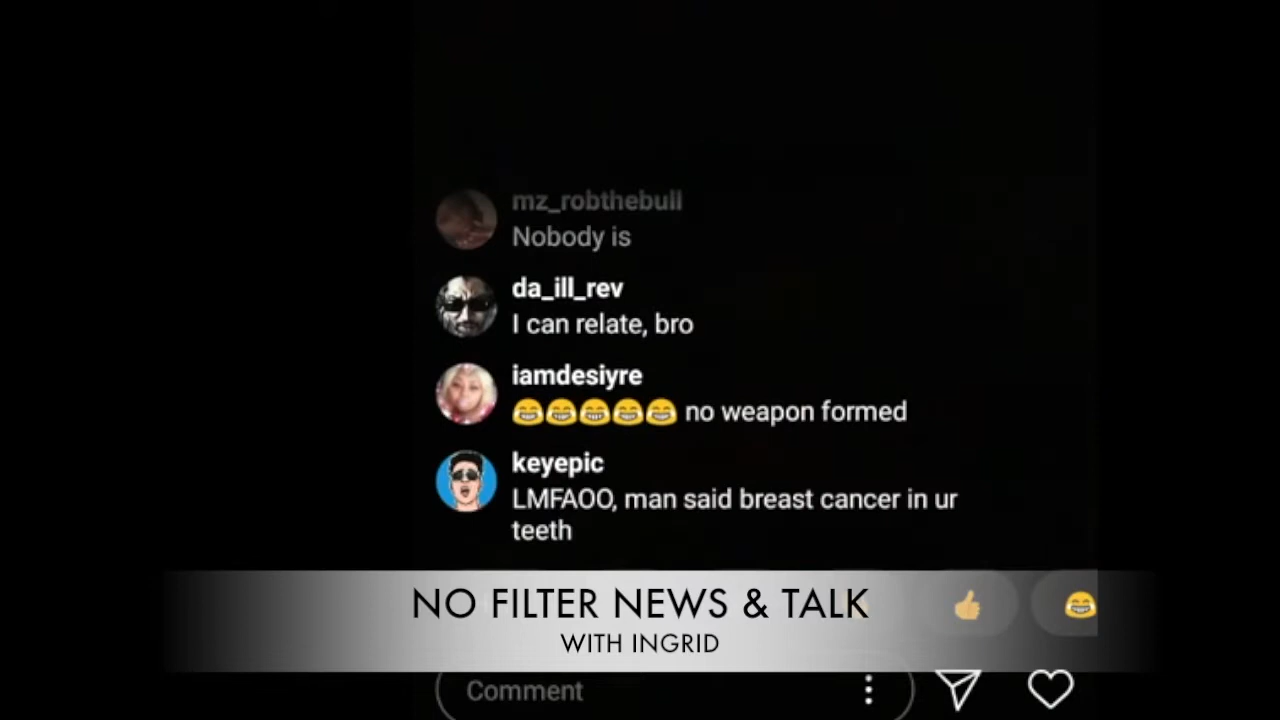 mz_robthebull
Nobody is
da_ill_rev
I can relate, bro
iamdesiyre
😂😂😂😂😂 no weapon formed
keyepic
LMFAOO, man said breast cancer in ur
teeth
NO FILTER NEWS & TALK
WITH INGRID
Comment